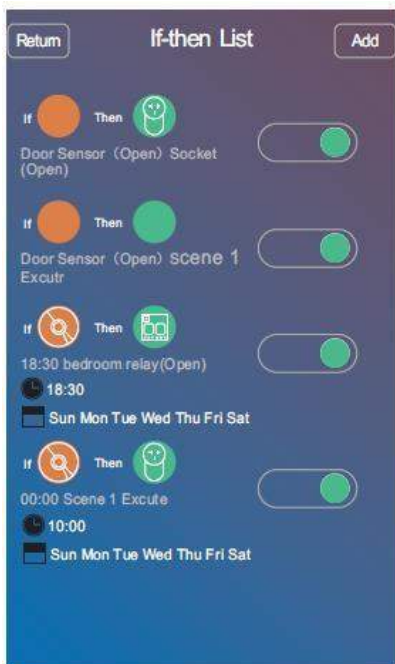 Return If-then List Add
If Then
Door Sensor（Open）Socket
(Open)
If Then
Door Sensor（Open）scene 1
Excutr
If Then
18:30 bedroom relay(Open)
18:30
Sun Mon Tue Wed Thu Fri Sat
If Then
00:00 Scene 1 Excute
10:00
Sun Mon Tue Wed Thu Fri Sat